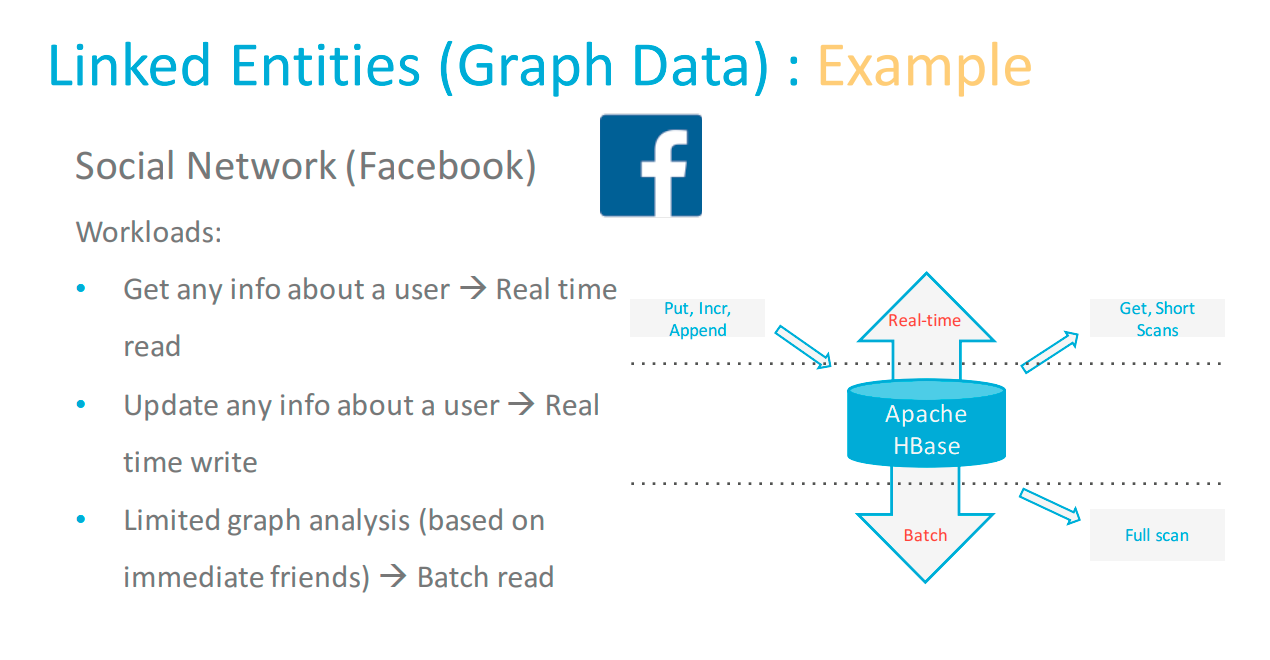 Linked Entities (Graph Data) : Example
Social Network (Facebook)
f
Workloads:
• Get any info about a user → Real time
read
• Update any info about a user → Real
time write
• Limited graph analysis (based on
immediate friends) → Batch read
Put, Incr,
Append
Real-time
Get, Short
Scans
Apache
HBase
Batch
Full scan